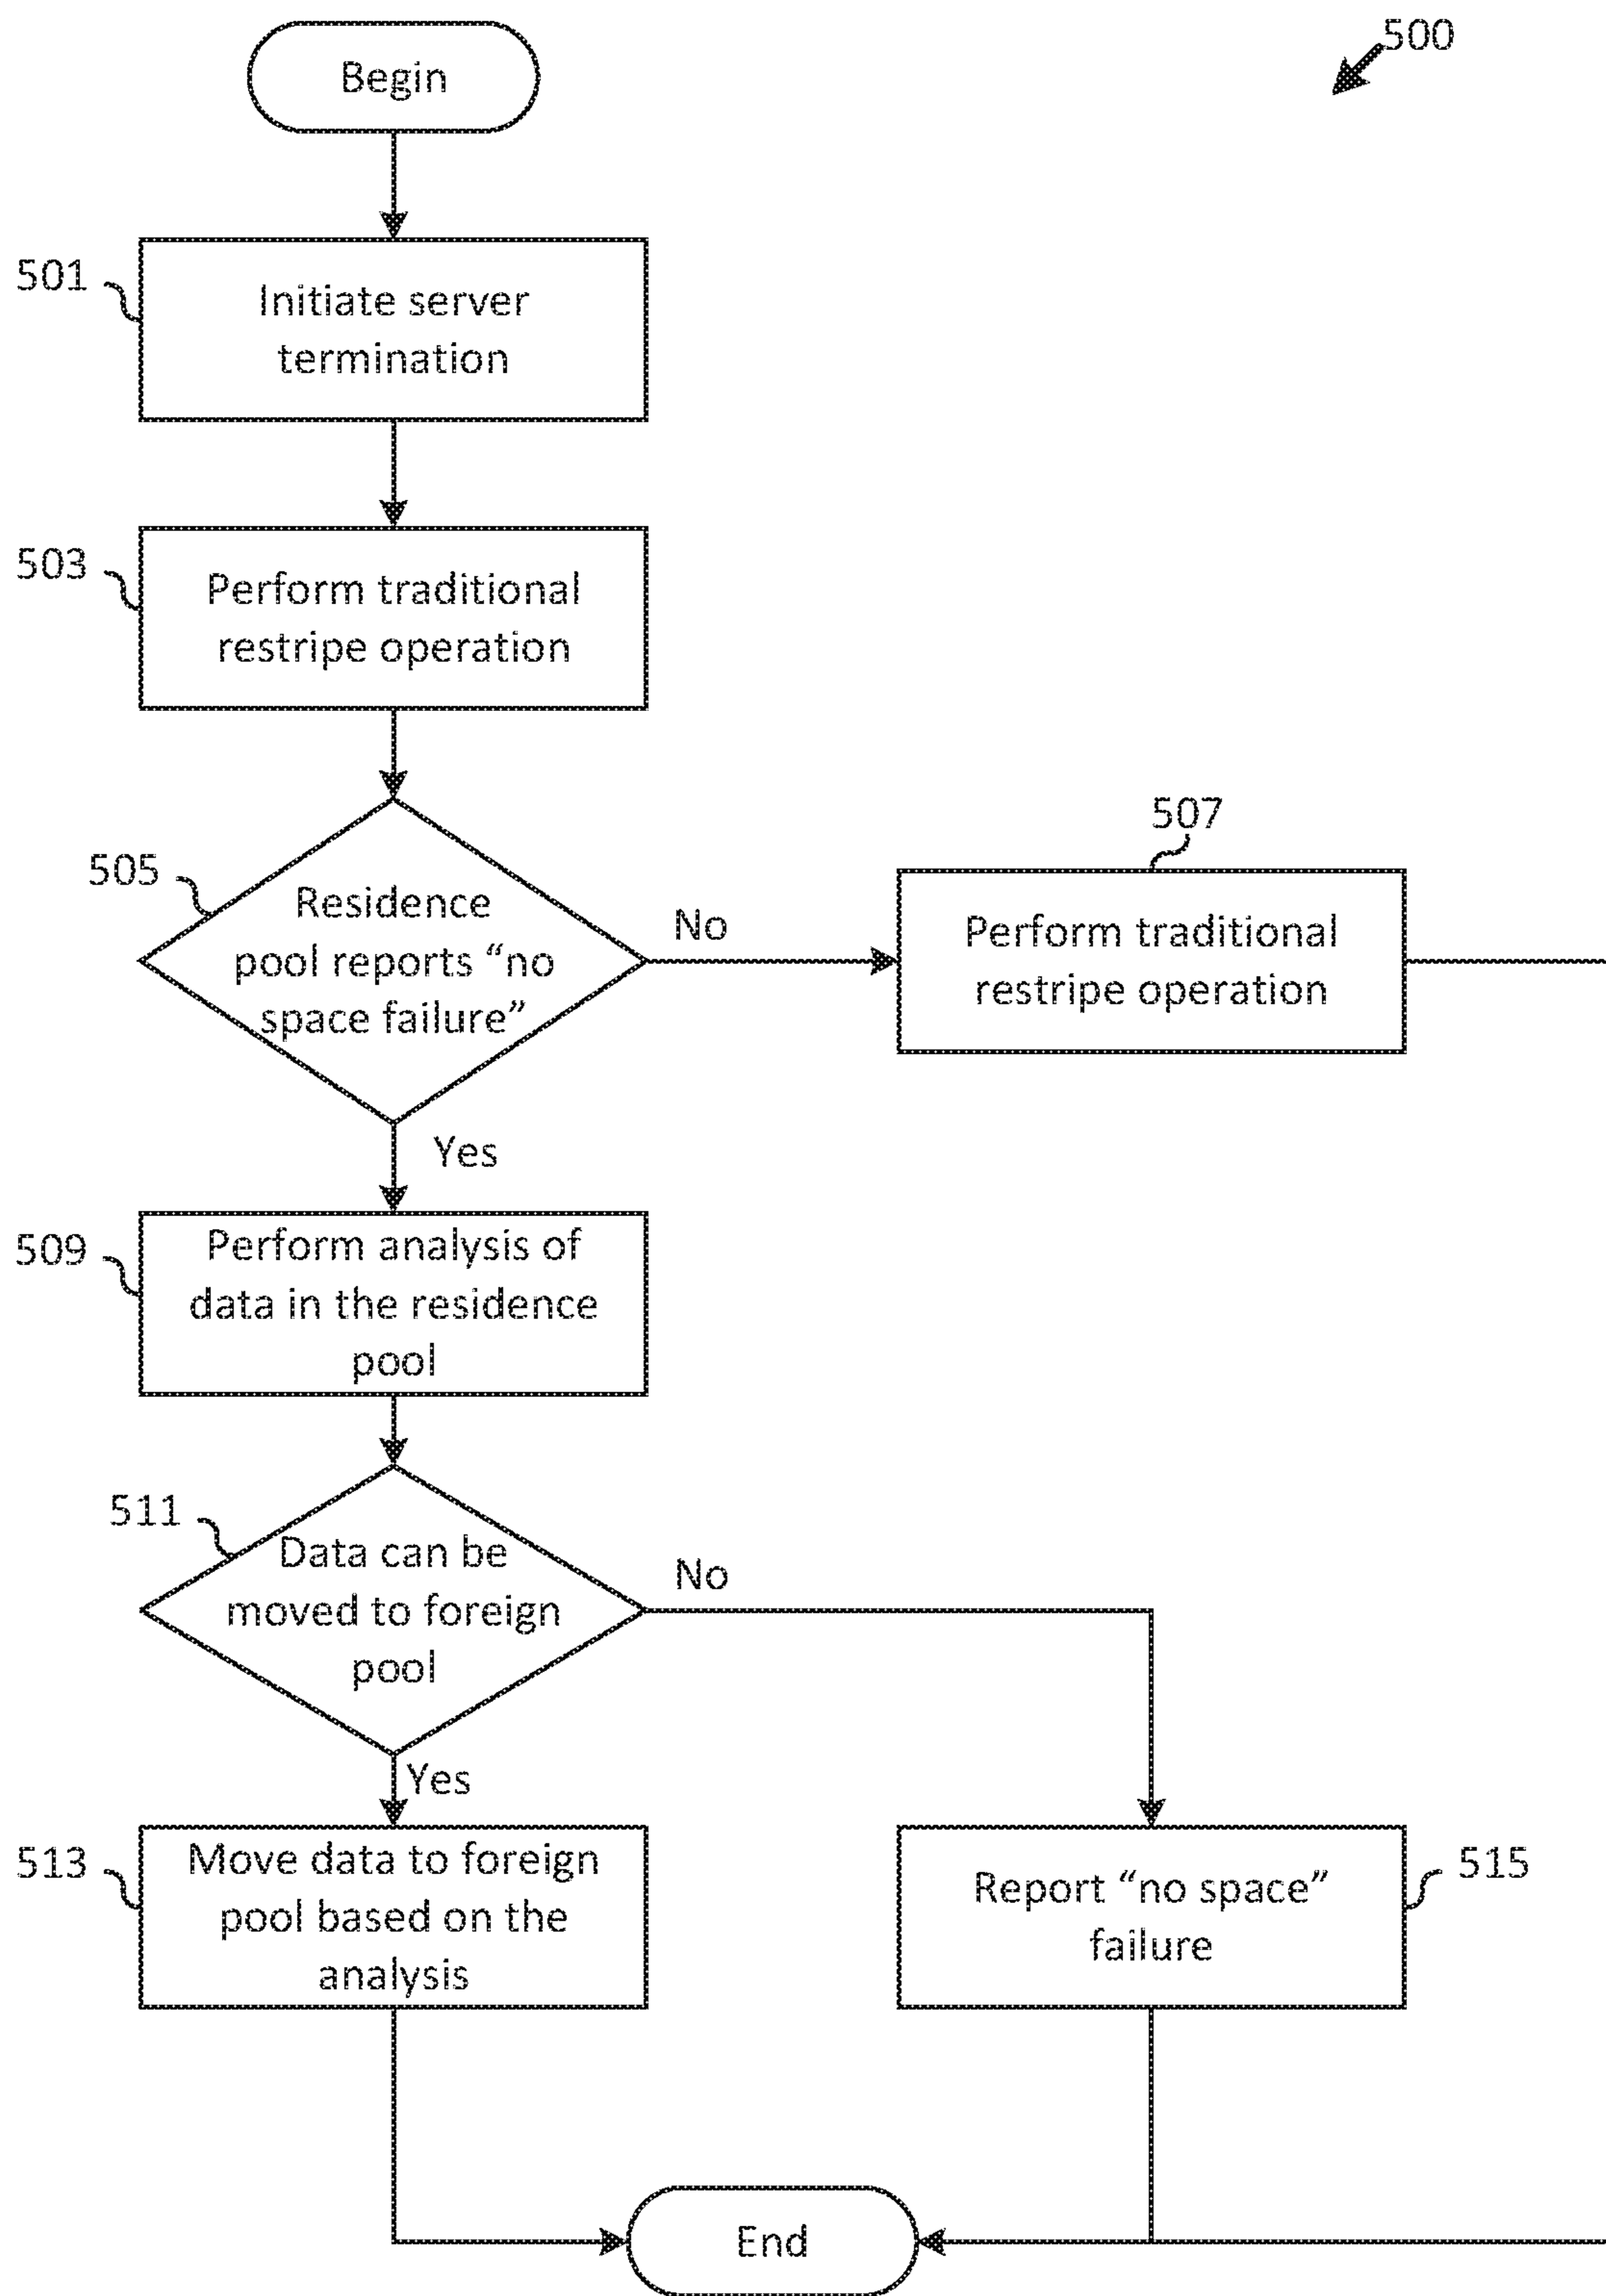 Begin
500
501
Initiate server
termination
503
Perform traditional
restripe operation
505
Residence
pool reports “no
space failure”
No
507
Perform traditional
restripe operation
Yes
509
Perform analysis of
data in the residence
pool
511
Data can be
moved to foreign
pool
No
Yes
513
Move data to foreign
pool based on the
analysis
Report “no space”
failure
515
End